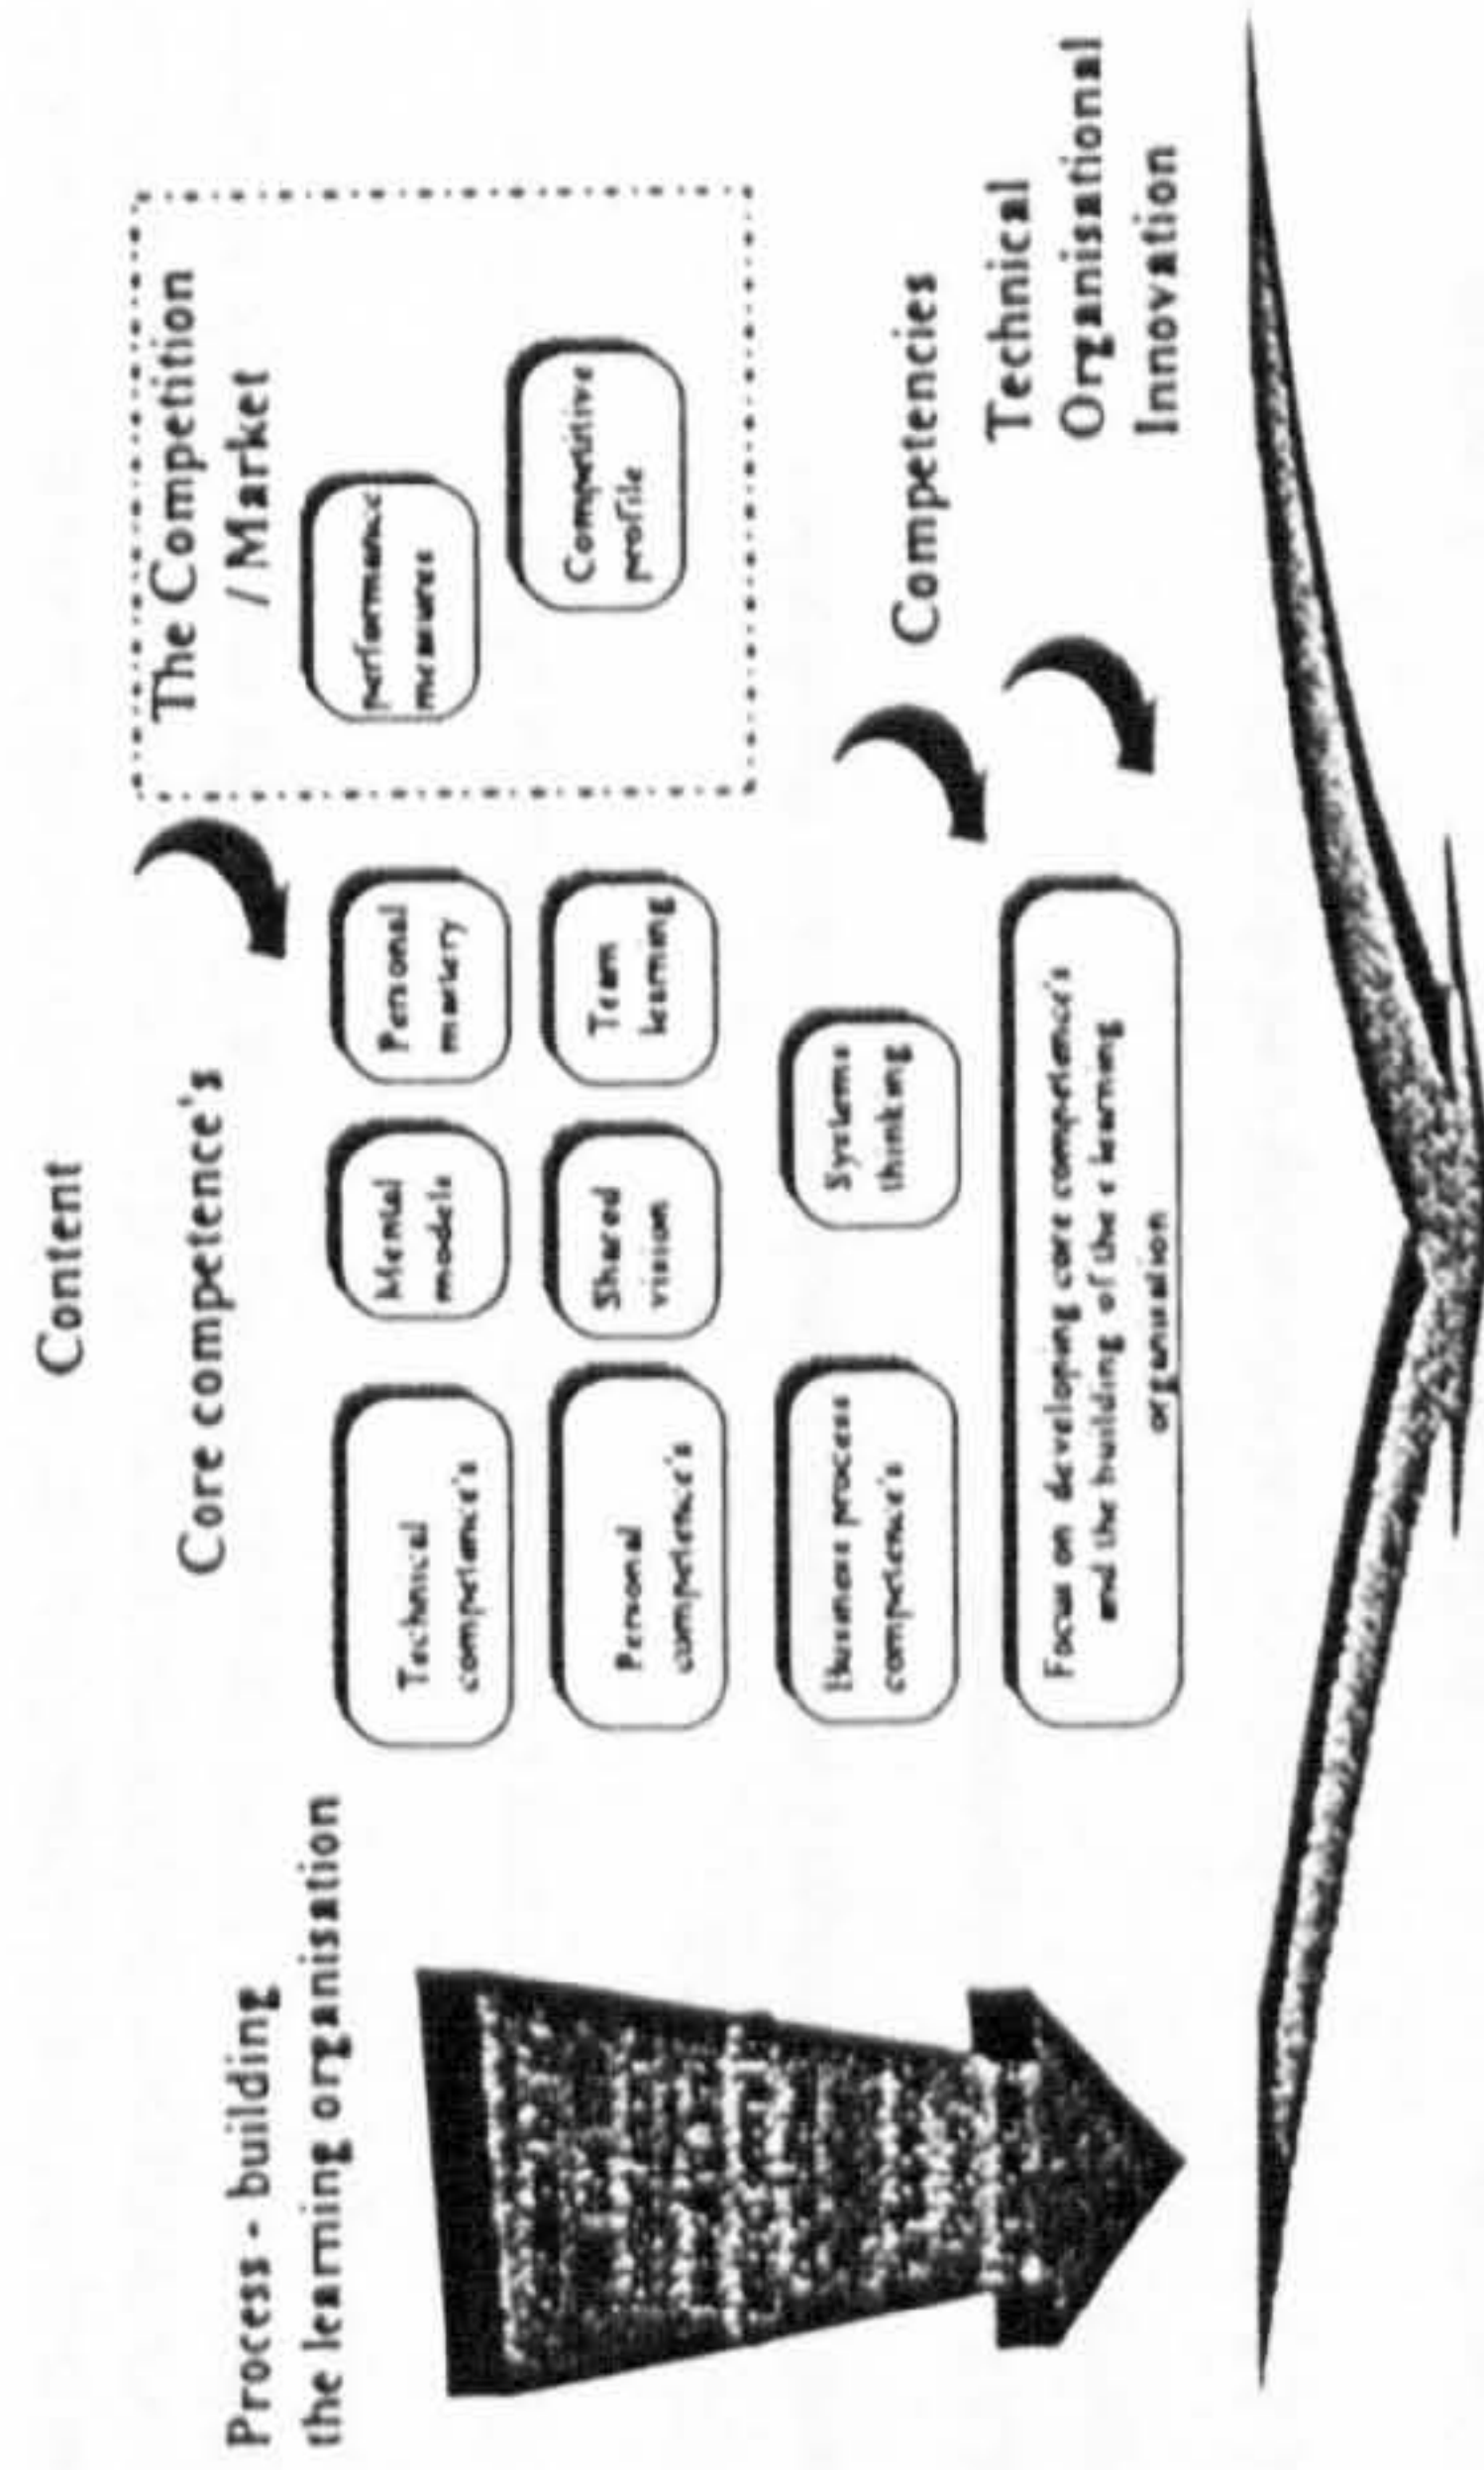 Content
Process - building
the learning organisation
Core competence's
The Competition
/ Market
Technical
competence's
Mental
models
Personal
mastery
performance
measures
Personal
competence's
Shared
vision
Team
learning
Competitive
profile
Business process
competence's
Systems
thinking
Competencies
Focus on developing core competence's
and the building of the e learning
organisation
Technical
Organisational
Innovation